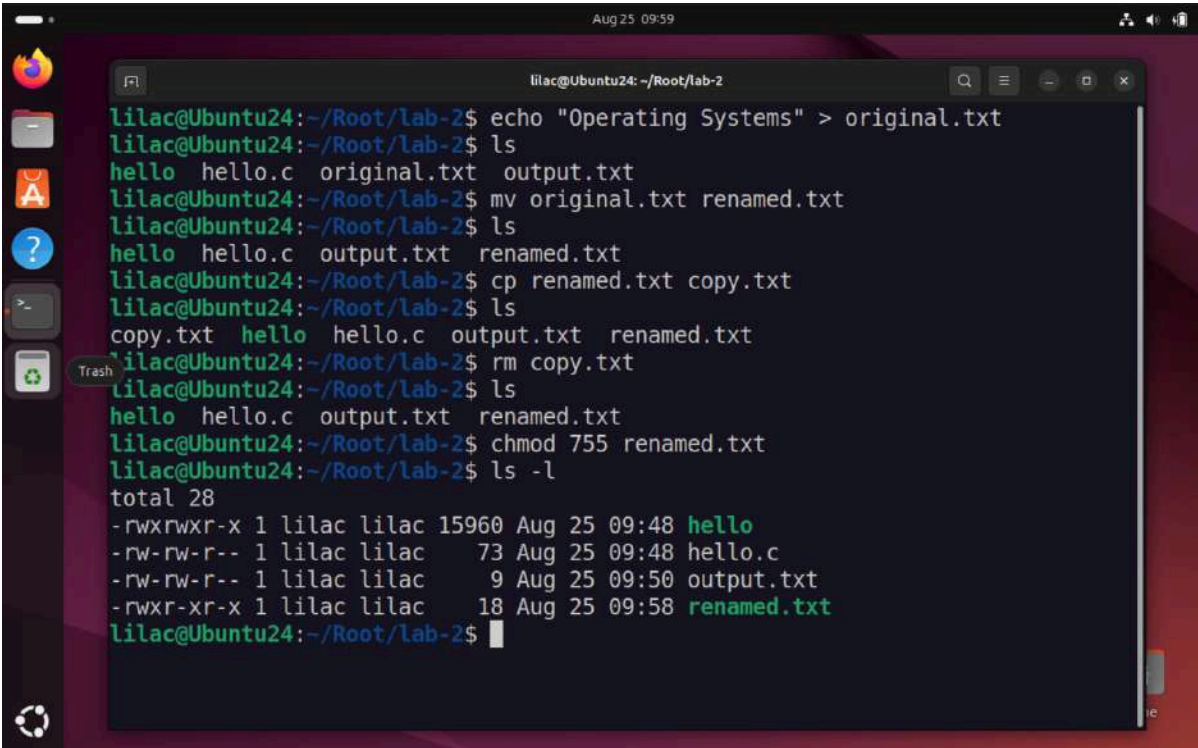 Aug 25 09:59
lilac@Ubuntu24: ~/Root/lab-2
lilac@Ubuntu24:~/Root/lab-2$ echo "Operating Systems" > original.txt
lilac@Ubuntu24:~/Root/lab-2$ ls
hello  hello.c  original.txt  output.txt
lilac@Ubuntu24:~/Root/lab-2$ mv original.txt renamed.txt
lilac@Ubuntu24:~/Root/lab-2$ ls
hello  hello.c  output.txt  renamed.txt
lilac@Ubuntu24:~/Root/lab-2$ cp renamed.txt copy.txt
lilac@Ubuntu24:~/Root/lab-2$ ls
copy.txt  hello  hello.c  output.txt  renamed.txt
Trash
lilac@Ubuntu24:~/Root/lab-2$ rm copy.txt
lilac@Ubuntu24:~/Root/lab-2$ ls
hello  hello.c  output.txt  renamed.txt
lilac@Ubuntu24:~/Root/lab-2$ chmod 755 renamed.txt
lilac@Ubuntu24:~/Root/lab-2$ ls -l
total 28
-rwxrwxr-x 1 lilac lilac 15960 Aug 25 09:48 hello
-rw-rw-r-- 1 lilac lilac    73 Aug 25 09:48 hello.c
-rw-rw-r-- 1 lilac lilac     9 Aug 25 09:50 output.txt
-rwxr-xr-x 1 lilac lilac    18 Aug 25 09:58 renamed.txt
lilac@Ubuntu24:~/Root/lab-2$